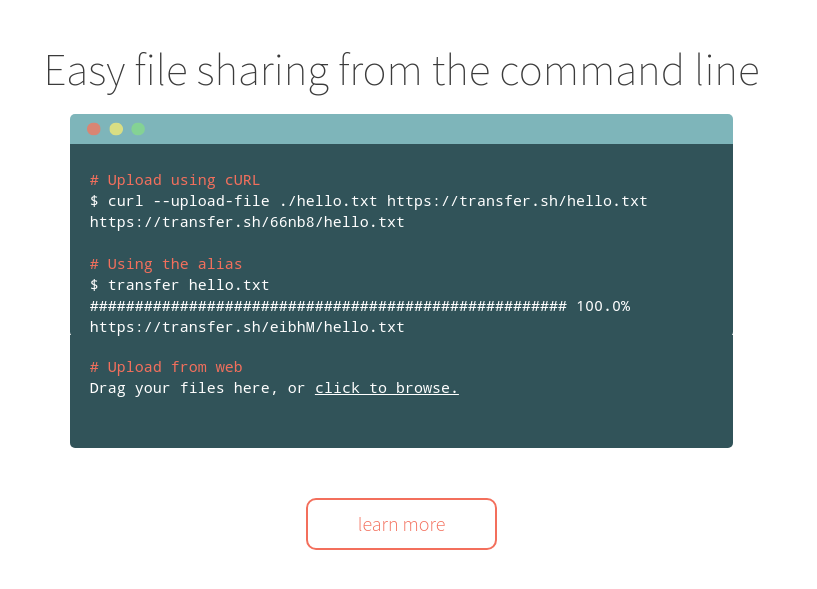 Easy file sharing from the command line
# Upload using cURL
$ curl --upload-file ./hello.txt https://transfer.sh/hello.txt
https://transfer.sh/66nb8/hello.txt
# Using the alias
$ transfer hello.txt
##################################################### 100.0%
https://transfer.sh/eibhM/hello.txt
# Upload from web
Drag your files here, or click to browse.
learn more